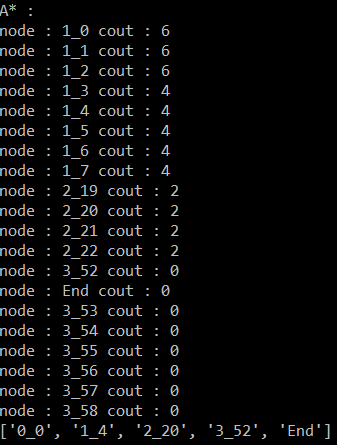 A* :
node : 1_0 cout : 6
node : 1_1 cout : 6
node : 1_2 cout : 6
node : 1_3 cout : 4
node : 1_4 cout : 4
node : 1_5 cout : 4
node : 1_6 cout : 4
node : 1_7 cout : 4
node : 2_19 cout : 2
node : 2_20 cout : 2
node : 2_21 cout : 2
node : 2_22 cout : 2
node : 3_52 cout : 0
node : End cout : 0
node : 3_53 cout : 0
node : 3_54 cout : 0
node : 3_55 cout : 0
node : 3_56 cout : 0
node : 3_57 cout : 0
node : 3_58 cout : 0
['0_0', '1_4', '2_20', '3_52', 'End']